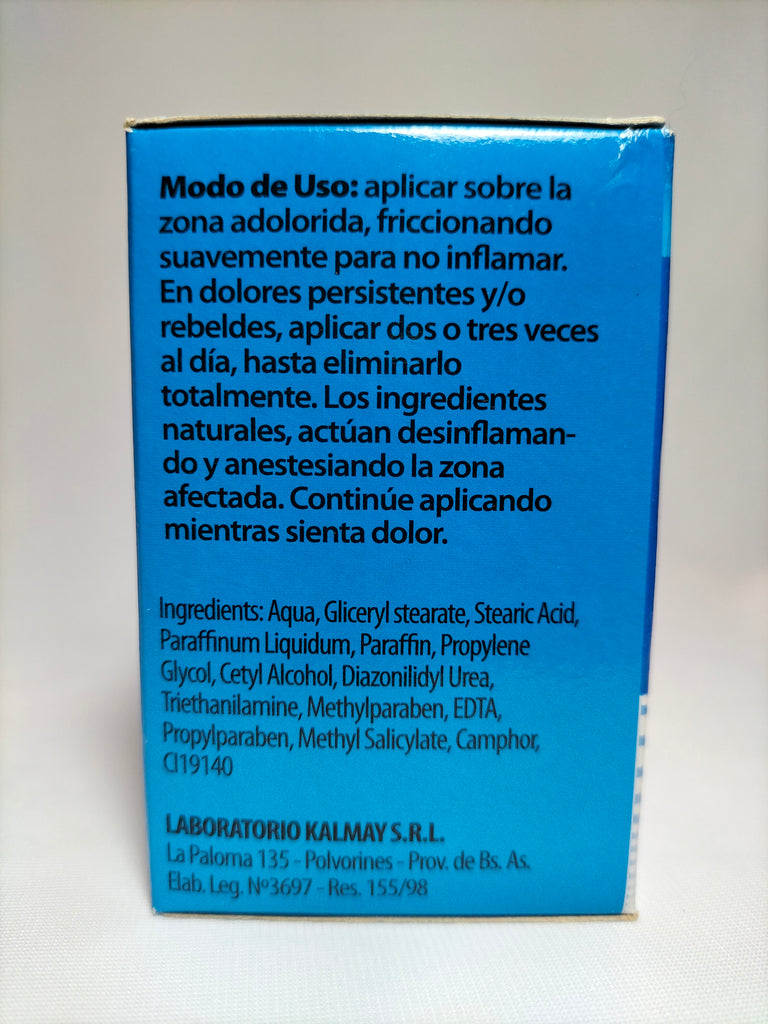 Modo de Uso: aplicar sobre la
zona adolorida, friccionando
suavemente para no inflamar.
En dolores persistentes y/o
rebeldes, aplicar dos o tres veces
al día, hasta eliminarlo
totalmente. Los ingredientes
naturales, actúan desinflaman-
do y anestesiando la zona
afectada. Continúe aplicando
mientras sienta dolor.
Ingredients: Aqua, Gliceryl stearate, Stearic Acid,
Paraffinum Liquidum, Paraffin, Propylene
Glycol, Cetyl Alcohol, Diazonilidyl Urea,
Triethanilamine, Methylparaben, EDTA,
Propylparaben, Methyl Salicylate, Camphor,
CI19140
LABORATORIO KALMAY S.R.L.
La Paloma 135 - Polvorines - Prov. de Bs. As.
Elab. Leg. Nº3697 - Res. 155/98